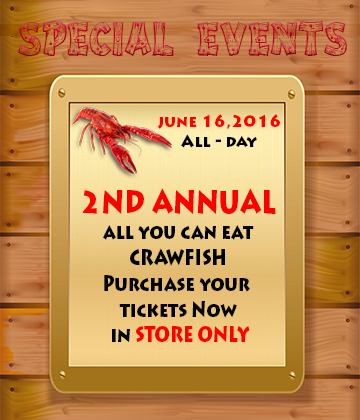 SPECIAL EVENTS
JUNE 16,2016
ALL - DAY
2ND ANNUAL
ALL YOU CAN EAT
CRAWFISH
PURCHASE YOUR
TICKETS NOW
IN STORE ONLY